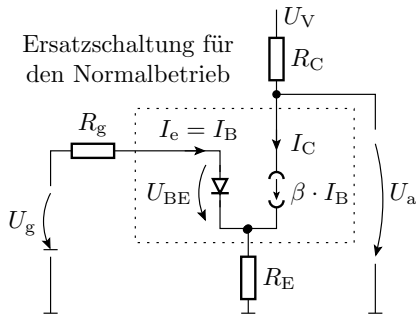 U_V
Ersatzschaltung für
den Normalbetrieb
R_C
R_g
I_e = I_B
I_C
U_BE
β · I_B
U_g
U_a
R_E